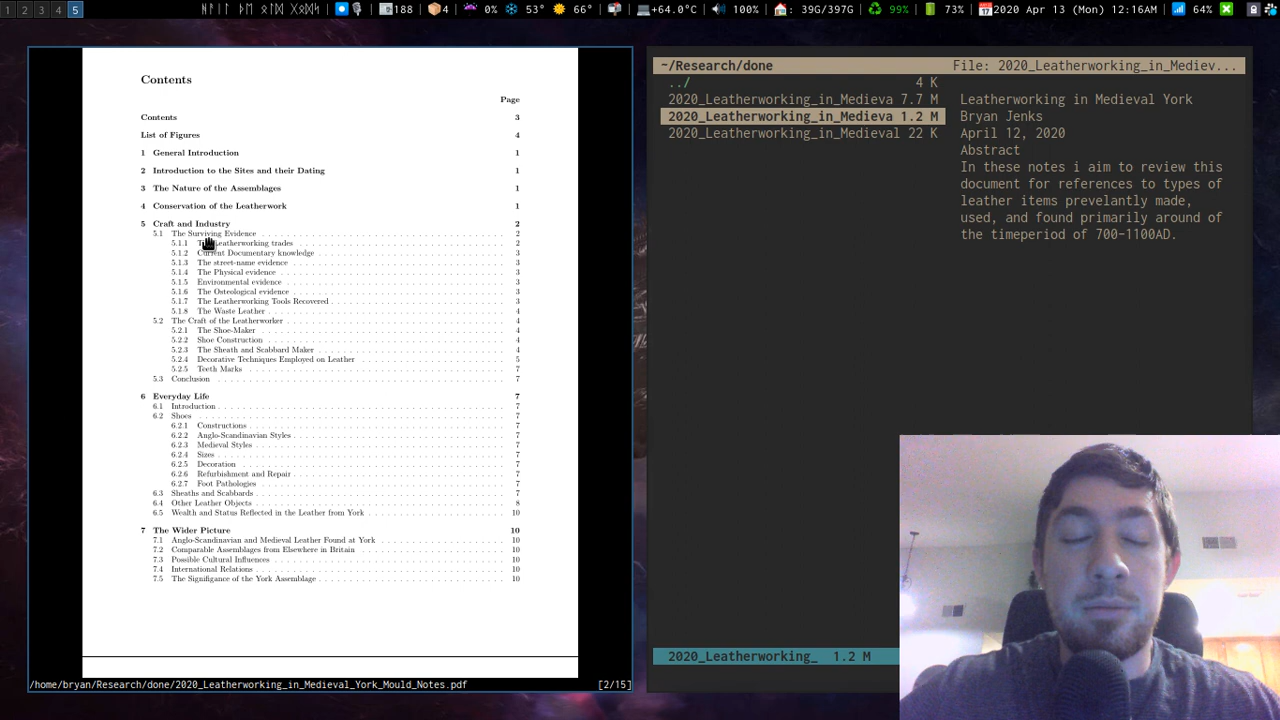 1 2 3 4 5
188 4 0% 53° 66° +64.0°C 100% : 39G/397G 99% 73% 2020 Apr 13 (Mon) 12:16AM 64%
Contents
Page
Contents 3
List of Figures 4
1 General Introduction 1
2 Introduction to the Sites and their Dating 1
3 The Nature of the Assemblages 1
4 Conservation of the Leatherwork 1
5 Craft and Industry 2
5.1 The Surviving Evidence . . . 2
5.1.1 Leatherworking trades . . . 2
5.1.2 Current Documentary knowledge . . . 3
5.1.3 The street-name evidence . . . 3
5.1.4 The Physical evidence . . . 3
5.1.5 Environmental evidence . . . 3
5.1.6 The Osteological evidence . . . 3
5.1.7 The Leatherworking Tools Recovered . . . 3
5.1.8 The Waste Leather . . . 4
5.2 The Craft of the Leatherworker . . . 4
5.2.1 The Shoe-Maker . . . 4
5.2.2 Shoe Construction . . . 4
5.2.3 The Sheath and Scabbard Maker . . . 4
5.2.4 Decorative Techniques Employed on Leather . . . 5
5.2.5 Teeth Marks . . . 7
5.3 Conclusion . . . 7
6 Everyday Life 7
6.1 Introduction . . . 7
6.2 Shoes . . . 7
6.2.1 Constructions . . . 7
6.2.2 Anglo-Scandinavian Styles . . . 7
6.2.3 Medieval Styles . . . 7
6.2.4 Sizes . . . 7
6.2.5 Decoration . . . 7
6.2.6 Refurbishment and Repair . . . 7
6.2.7 Foot Pathologies . . . 7
6.3 Sheaths and Scabbards . . . 7
6.4 Other Leather Objects . . . 8
6.5 Wealth and Status Reflected in the Leather from York . . . 10
7 The Wider Picture 10
7.1 Anglo-Scandinavian and Medieval Leather Found at York . . . 10
7.2 Comparable Assemblages from Elsewhere in Britain . . . 10
7.3 Possible Cultural Influences . . . 10
7.4 International Relations . . . 10
7.5 The Signifigance of the York Assemblage . . . 10
/home/bryan/Research/done/2020_Leatherworking_in_Medieval_York_Mould_Notes.pdf [2/15]
~/Research/done File: 2020_Leatherworking_in_Mediev...
../ 4 K
2020_Leatherworking_in_Medieva 7.7 M
2020_Leatherworking_in_Medieva 1.2 M
2020_Leatherworking_in_Medieval 22 K
Leatherworking in Medieval York
Bryan Jenks
April 12, 2020
Abstract
In these notes i aim to review this
document for references to types of
leather items prevelantly made,
used, and found primarily around of
the timeperiod of 700-1100AD.
2020_Leatherworking_ 1.2 M